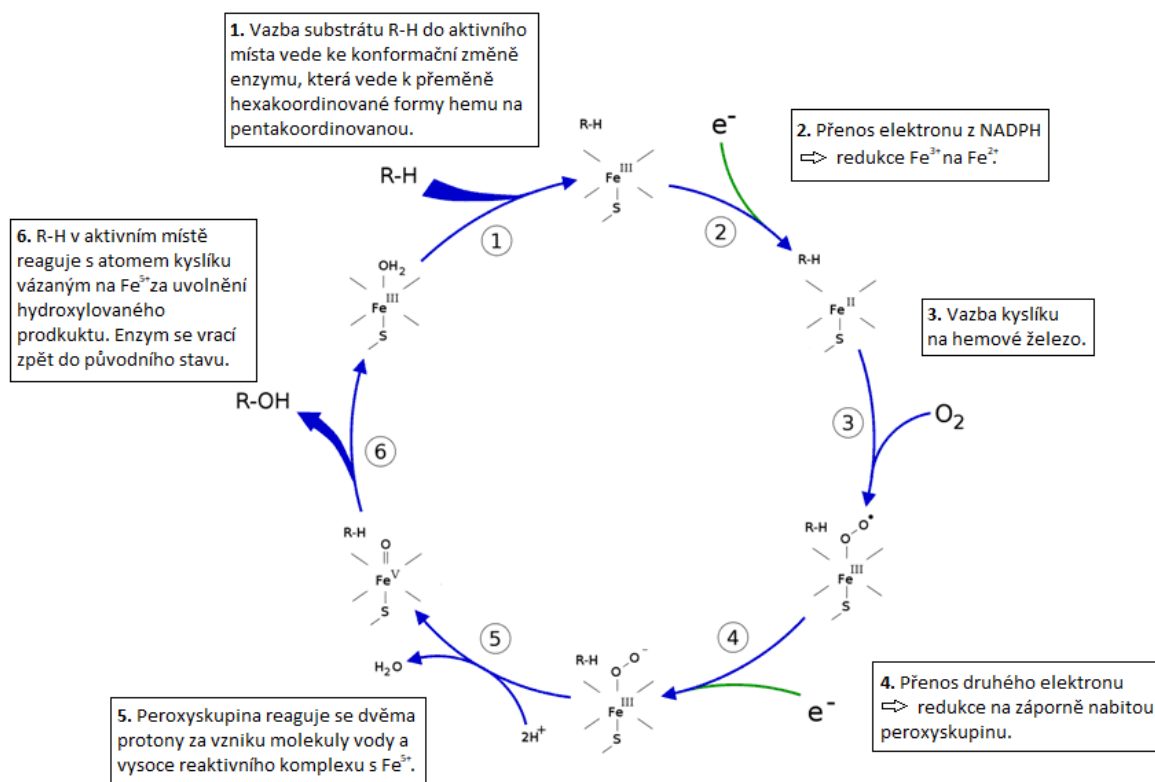 1. Vazba substrátu R-H do aktivního
místa vede ke konformační změně
enzymu, která vede k přeměně
hexakoordinované formy hemu na
pentakoordinovanou.
R-H
R-H
Fe III
S
1
e-
2. Přenos elektronu z NADPH
⇨ redukce Fe3+ na Fe2+.
2
R-H
Fe II
S
3. Vazba kyslíku
na hemové železo.
3
O2
R-H
O O•
Fe III
S
4
e-
4. Přenos druhého elektronu
⇨ redukce na záporně nabitou
peroxyskupinu.
R-H
O O-
Fe III
S
5
2H+
H2O
5. Peroxyskupina reaguje se dvěma
protony za vzniku molekuly vody a
vysoce reaktivního komplexu s Fe5+.
R-H
O
Fe V
S
6
R-OH
6. R-H v aktivním místě
reaguje s atomem kyslíku
vázaným na Fe5+ za uvolnění
hydroxylovaného
prodkuktu. Enzym se vrací
zpět do původního stavu.
OH2
Fe III
S